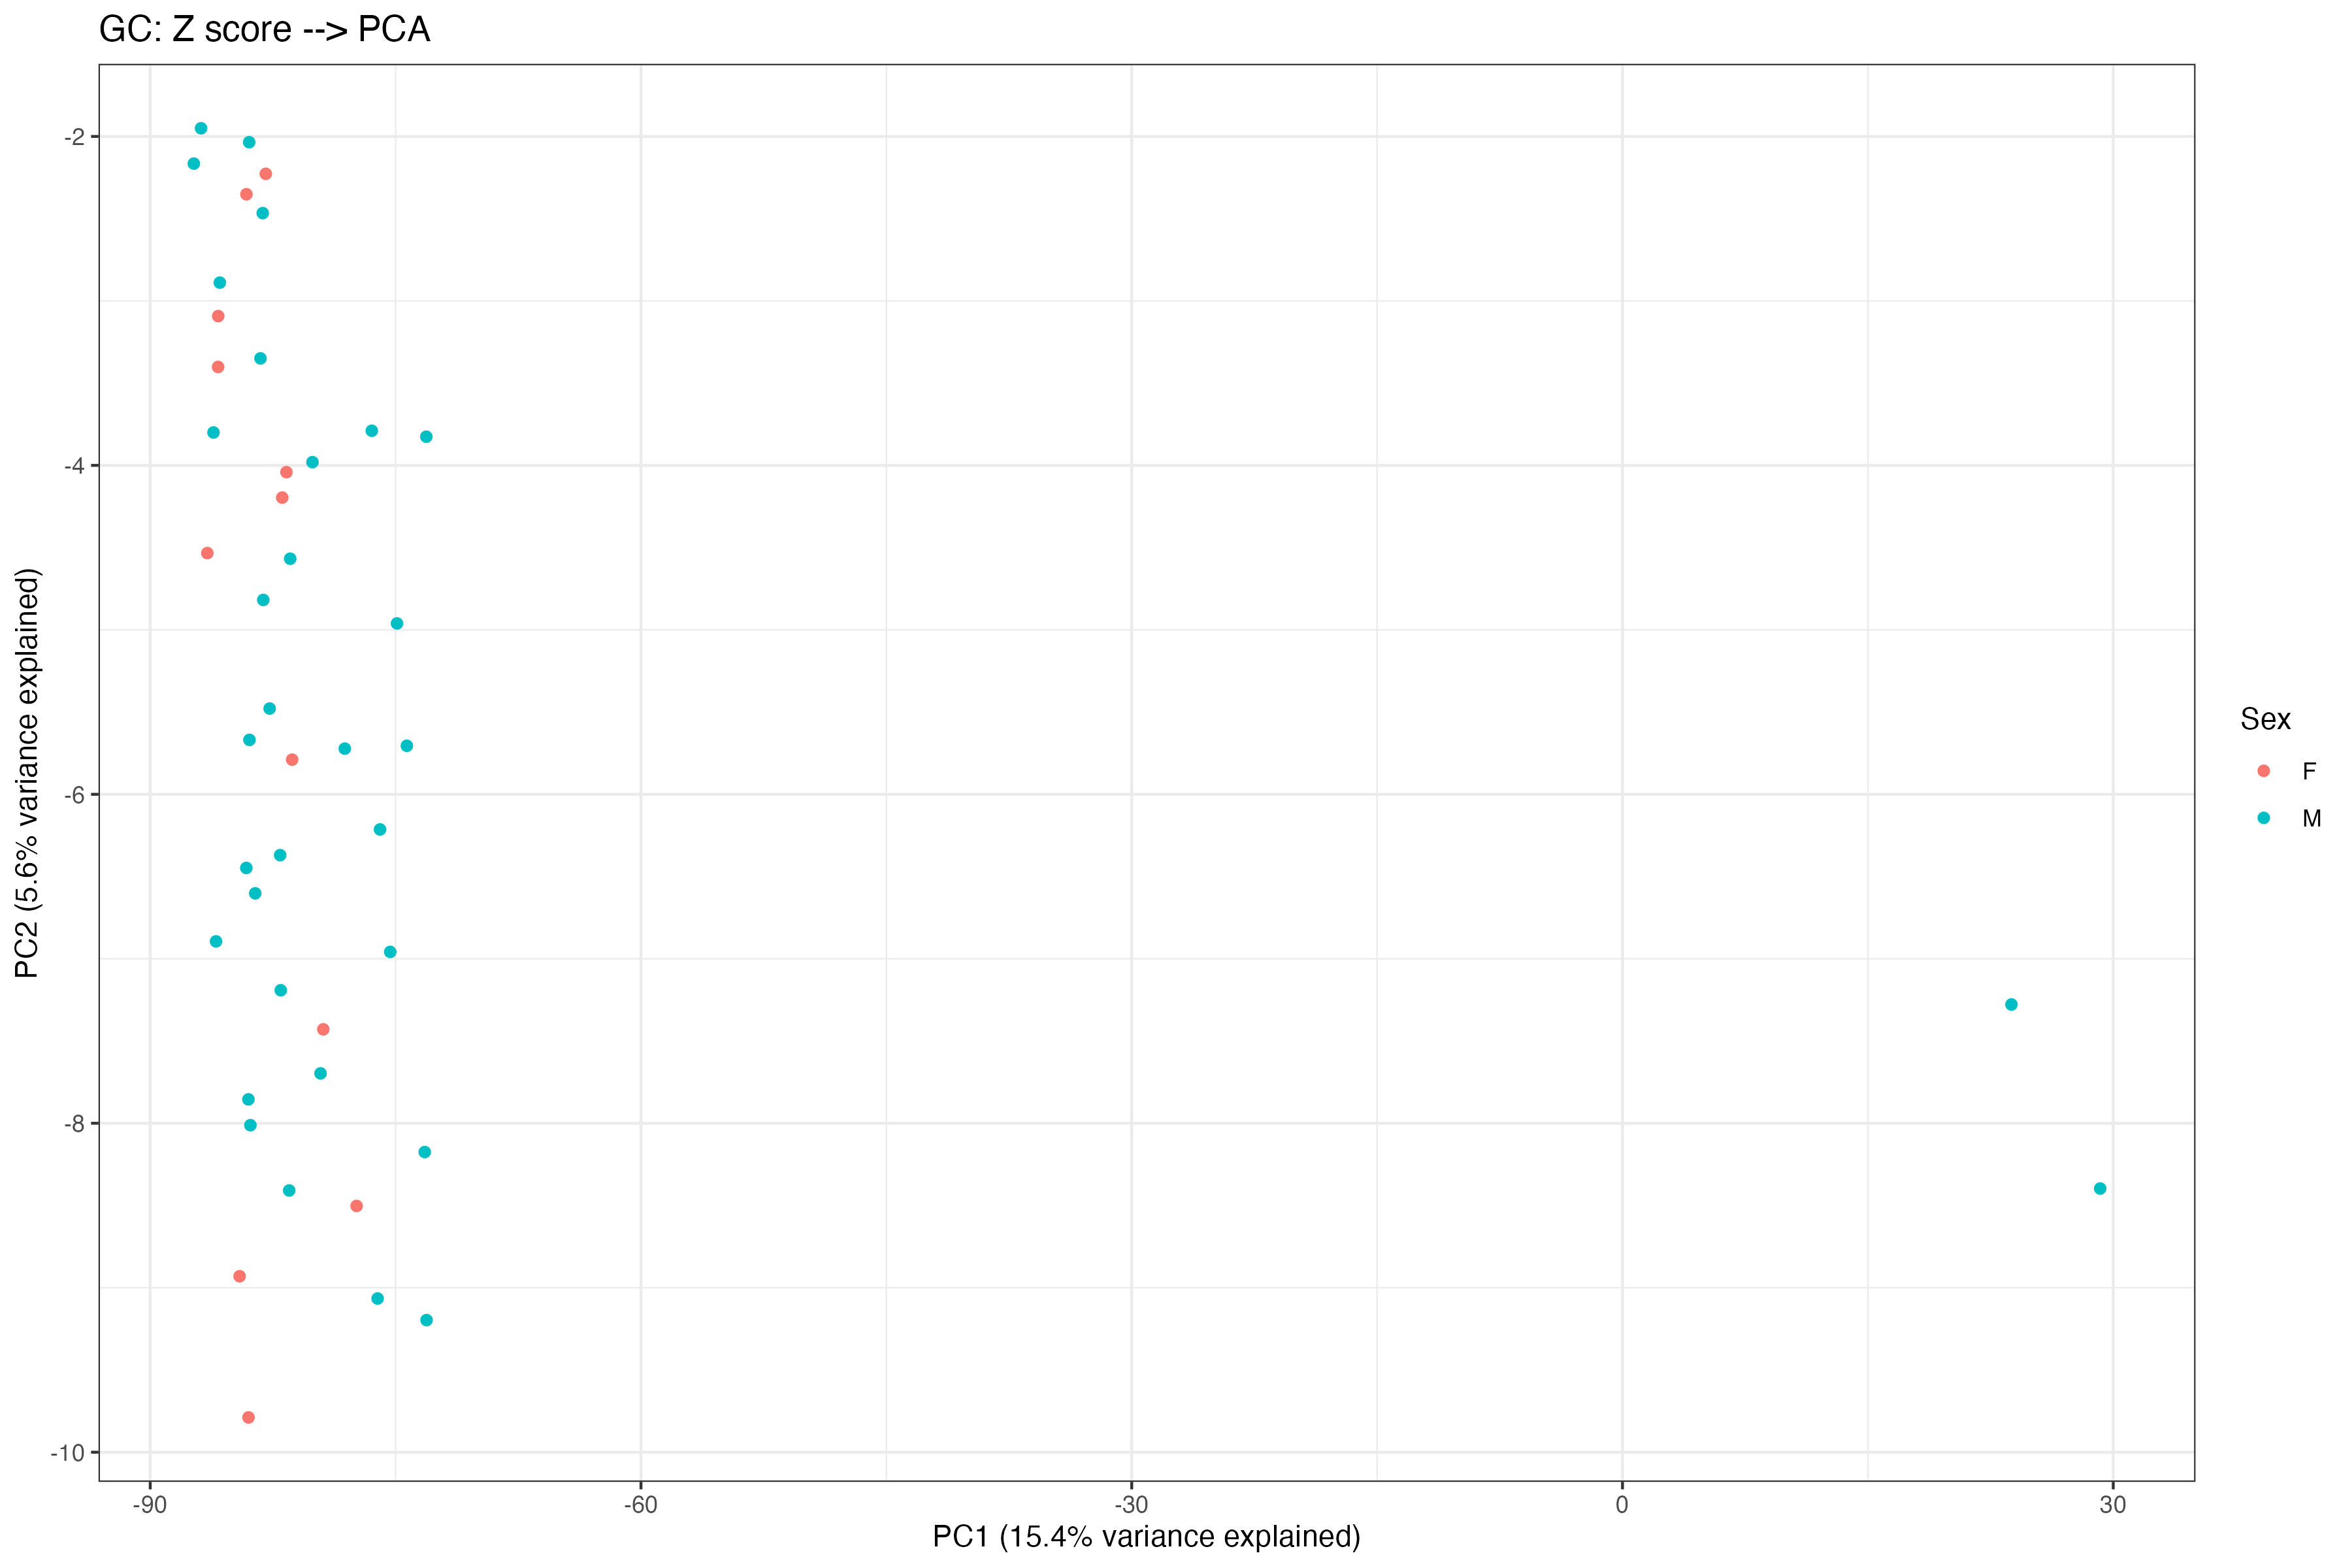 GC: Z score --> PCA
PC2 (5.6% variance explained)
-2
-4
-6
-8
-10
-90
-60
-30
0
30
PC1 (15.4% variance explained)
Sex
F
M